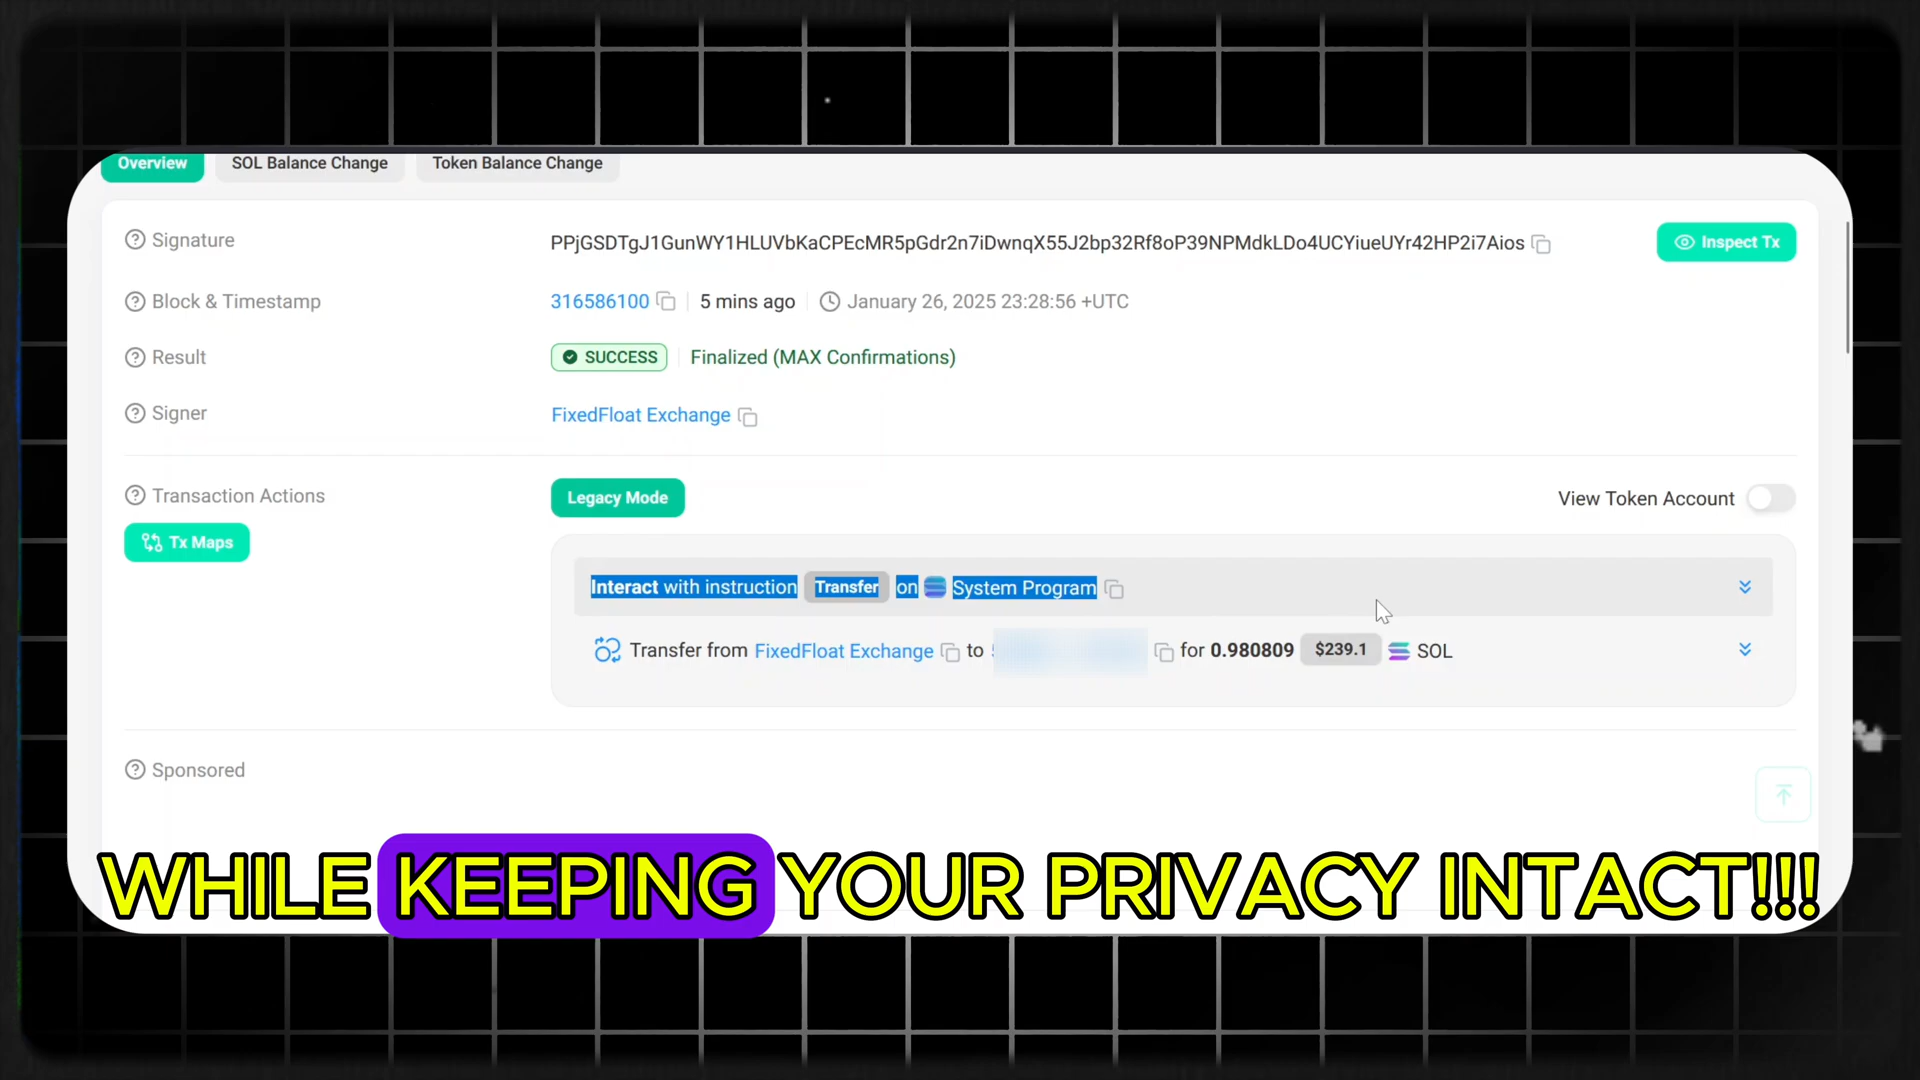 Overview SOL Balance Change Token Balance Change
Signature PPjGSDTgJ1GunWY1HLUVbKaCPEcMR5pGdr2n7iDwnqX55J2bp32Rf8oP39NPMdkLDo4UCYiueUYr42HP2i7Aios Inspect Tx
Block & Timestamp 316586100 5 mins ago January 26, 2025 23:28:56 +UTC
Result SUCCESS Finalized (MAX Confirmations)
Signer FixedFloat Exchange
Transaction Actions Legacy Mode View Token Account
Tx Maps
Interact with instruction Transfer on System Program
Transfer from FixedFloat Exchange to for 0.980809 $239.1 SOL
Sponsored
WHILE KEEPING YOUR PRIVACY INTACT!!!